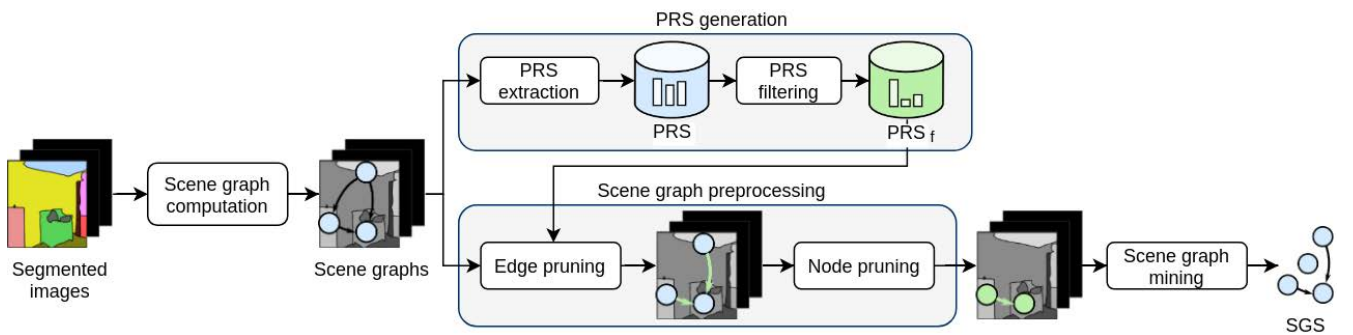 PRS generation
PRS
extraction
PRS
filtering
PRS
PRS f
Scene graph
computation
Segmented
images
Scene graphs
Scene graph preprocessing
Edge pruning
Node pruning
Scene graph
mining
SGS